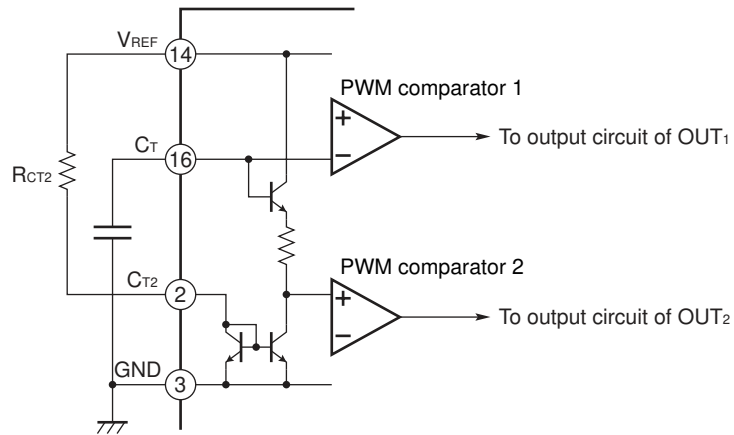 VREF
14
PWM comparator 1
+
−
To output circuit of OUT1
CT
16
RCT2
PWM comparator 2
CT2
2
+
−
To output circuit of OUT2
GND
3